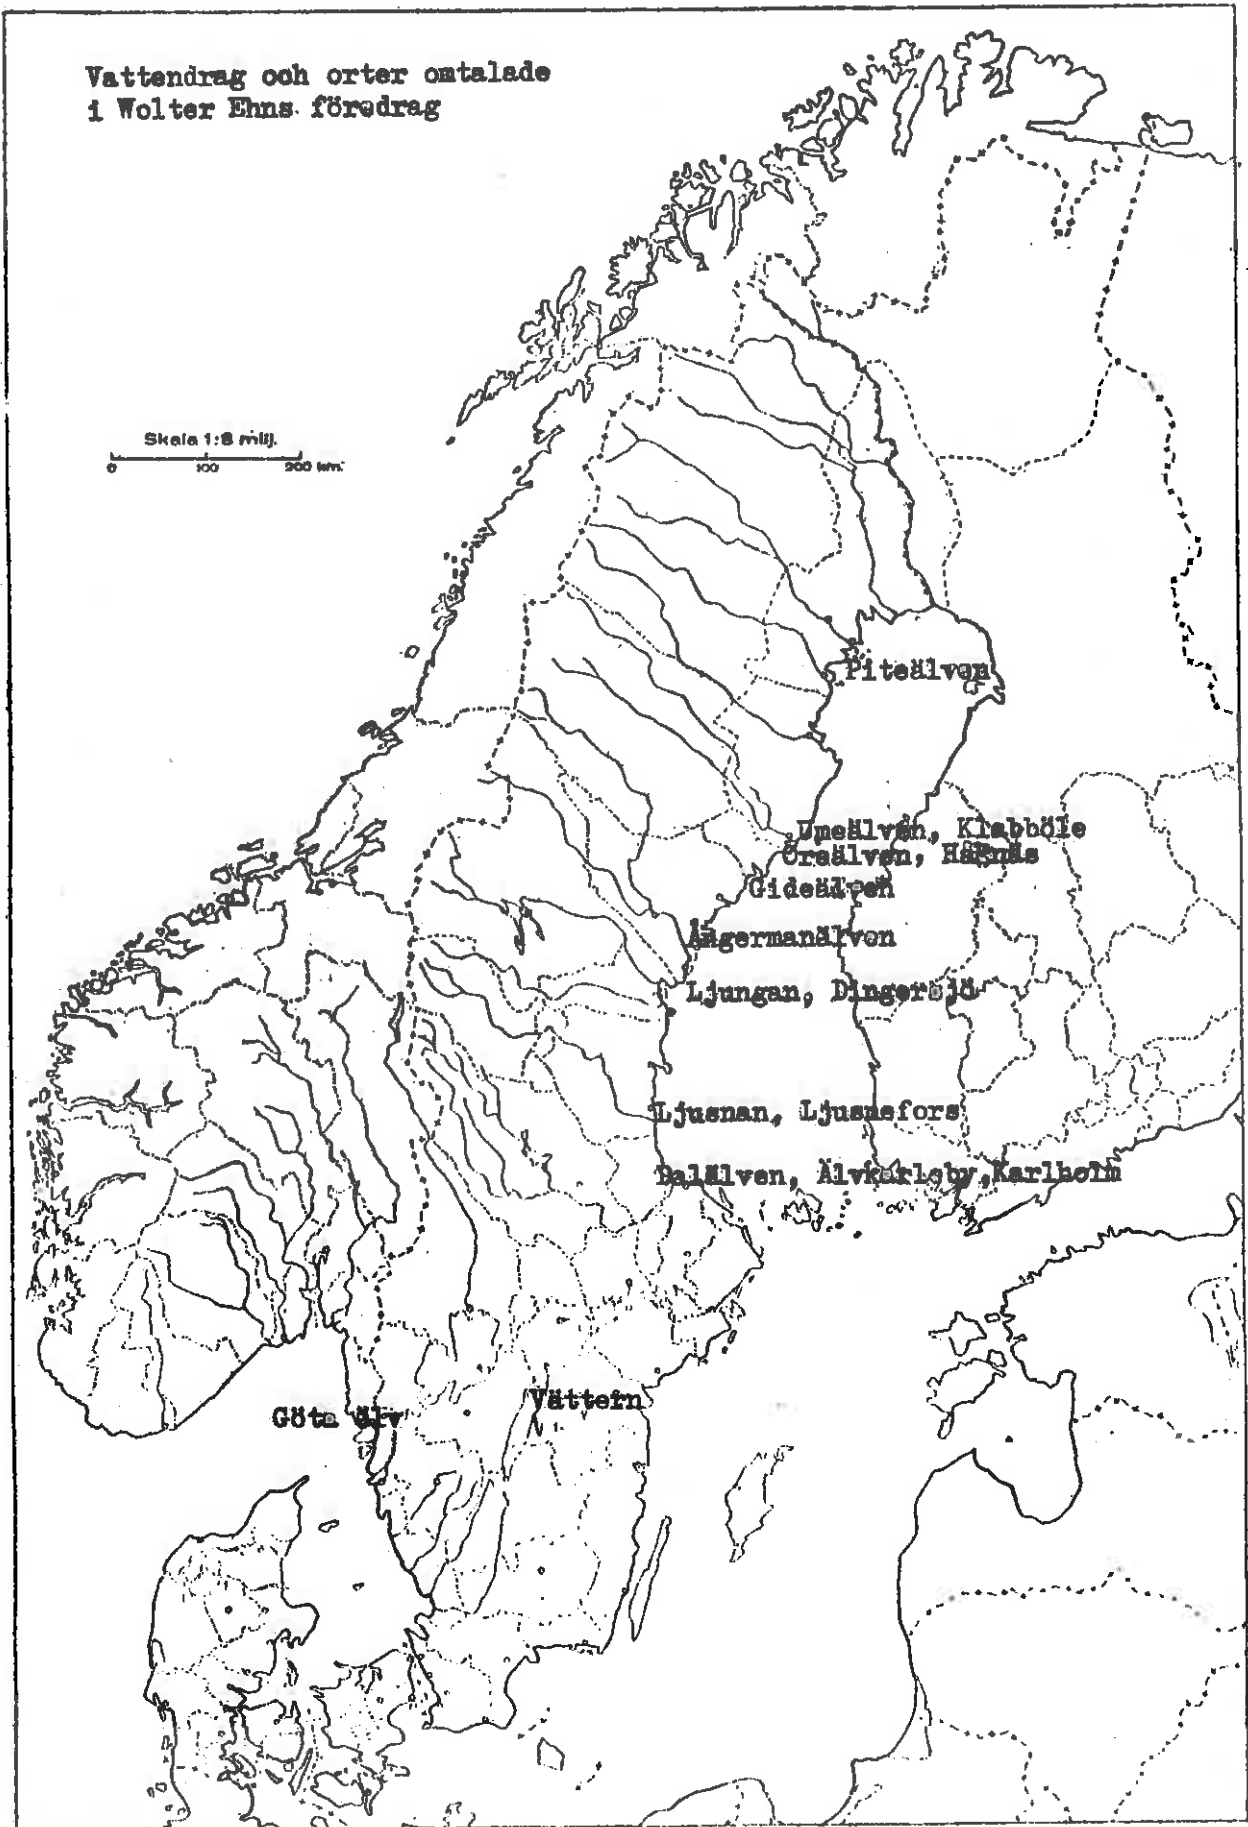 Vattendrag och orter omtalade
i Wolter Ehns föredrag
Skala 1:8 milj.
0 100 200 km.
Piteälven
Umeälven, Klabböle
Öreälven, Hägnäs
Gideälven
Ångermanälven
Ljungan, Dingersjö
Ljusnan, Ljusnefors
Dalälven, Älvkarleby, Karlholm
Vättern
Göta älv